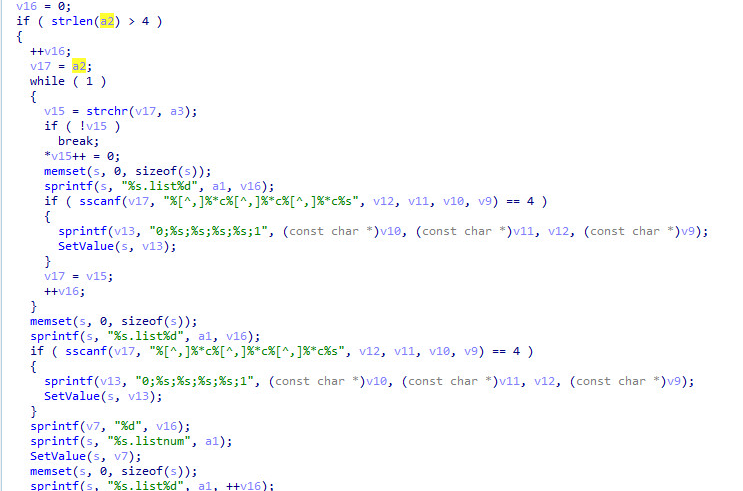 v16 = 0;
if ( strlen(a2) > 4 )
{
++v16;
v17 = a2;
while ( 1 )
{
v15 = strchr(v17, a3);
if ( !v15 )
break;
*v15++ = 0;
memset(s, 0, sizeof(s));
sprintf(s, "%s.list%d", a1, v16);
if ( sscanf(v17, "%[^,]%*c%[^,]%*c%[^,]%*c%s", v12, v11, v10, v9) == 4 )
{
sprintf(v13, "0;%s;%s;%s;%s;1", (const char *)v10, (const char *)v11, v12, (const char *)v9);
SetValue(s, v13);
}
v17 = v15;
++v16;
}
memset(s, 0, sizeof(s));
sprintf(s, "%s.list%d", a1, v16);
if ( sscanf(v17, "%[^,]%*c%[^,]%*c%[^,]%*c%s", v12, v11, v10, v9) == 4 )
{
sprintf(v13, "0;%s;%s;%s;%s;1", (const char *)v10, (const char *)v11, v12, (const char *)v9);
SetValue(s, v13);
}
sprintf(v7, "%d", v16);
sprintf(s, "%s.listnum", a1);
SetValue(s, v7);
memset(s, 0, sizeof(s));
sprintf(s, "%s.list%d", a1, ++v16);